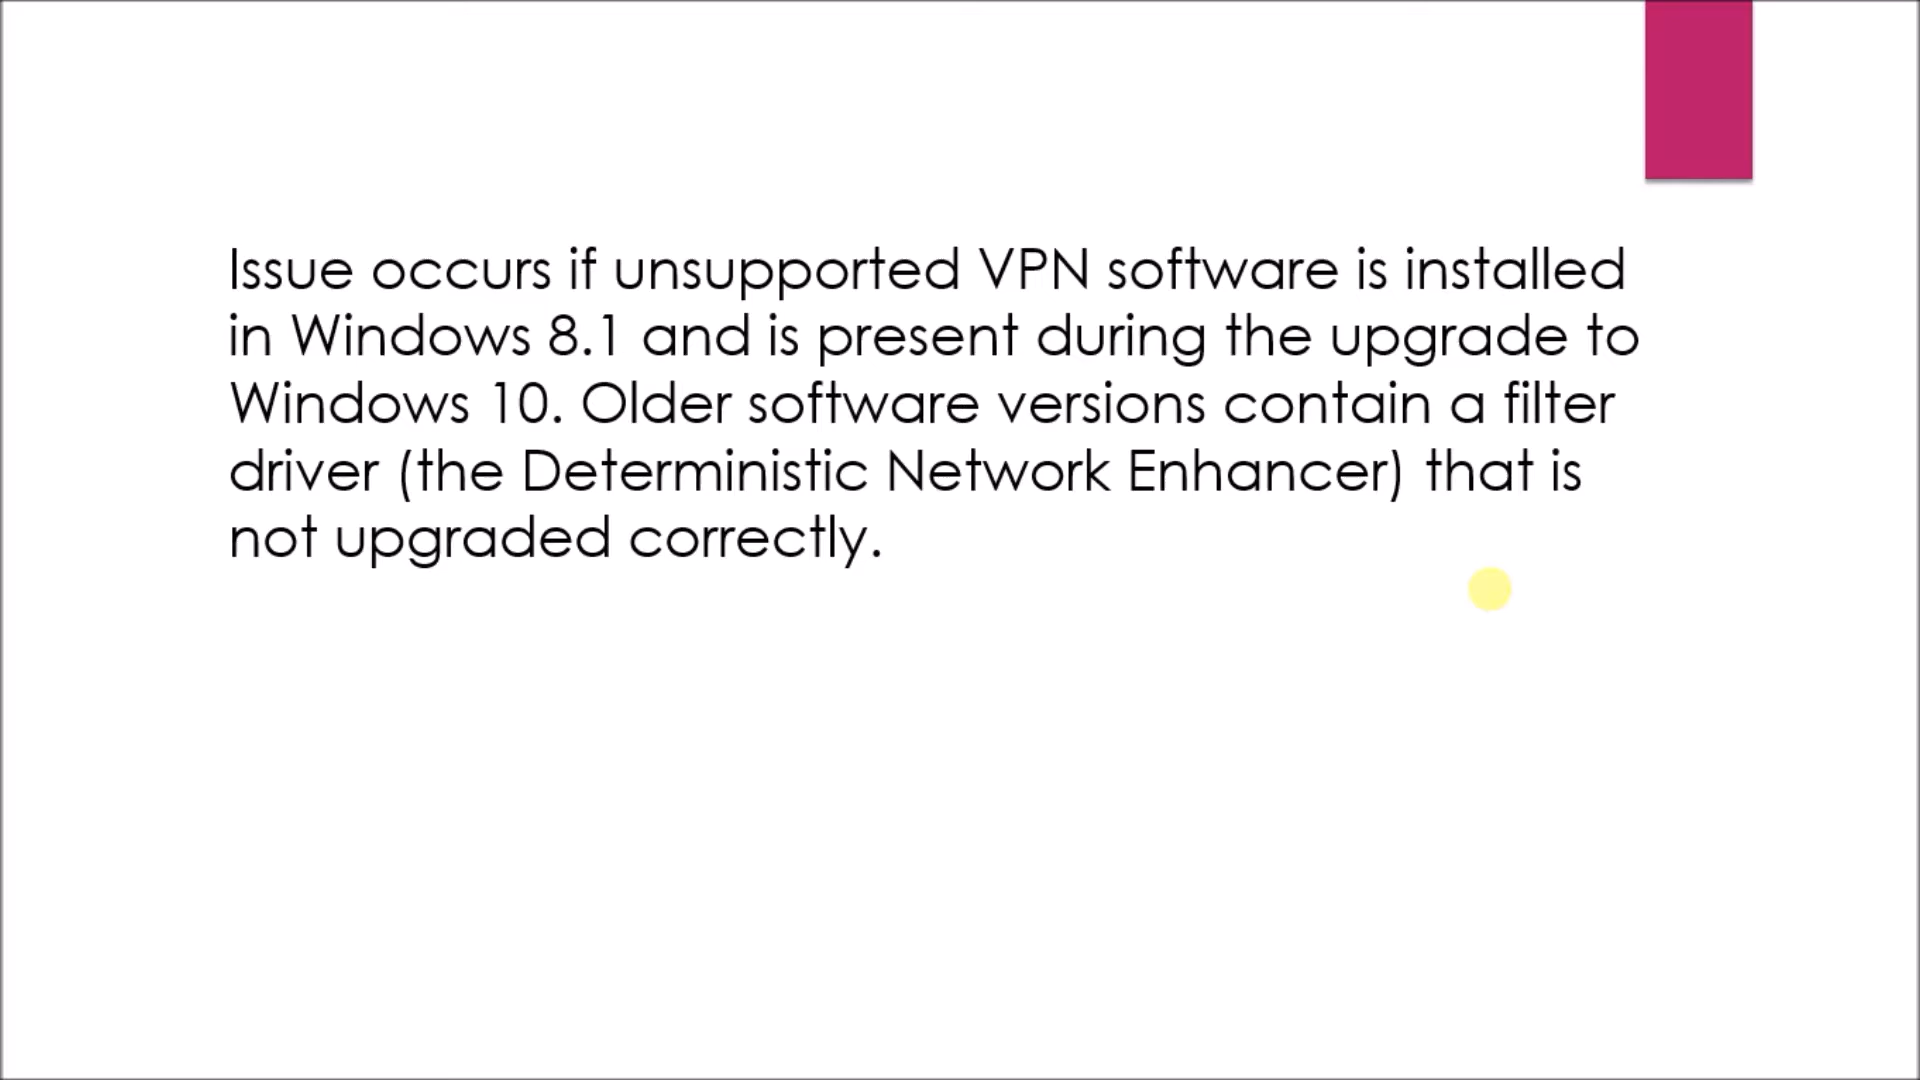 Issue occurs if unsupported VPN software is installed
in Windows 8.1 and is present during the upgrade to
Windows 10. Older software versions contain a filter
driver (the Deterministic Network Enhancer) that is
not upgraded correctly.